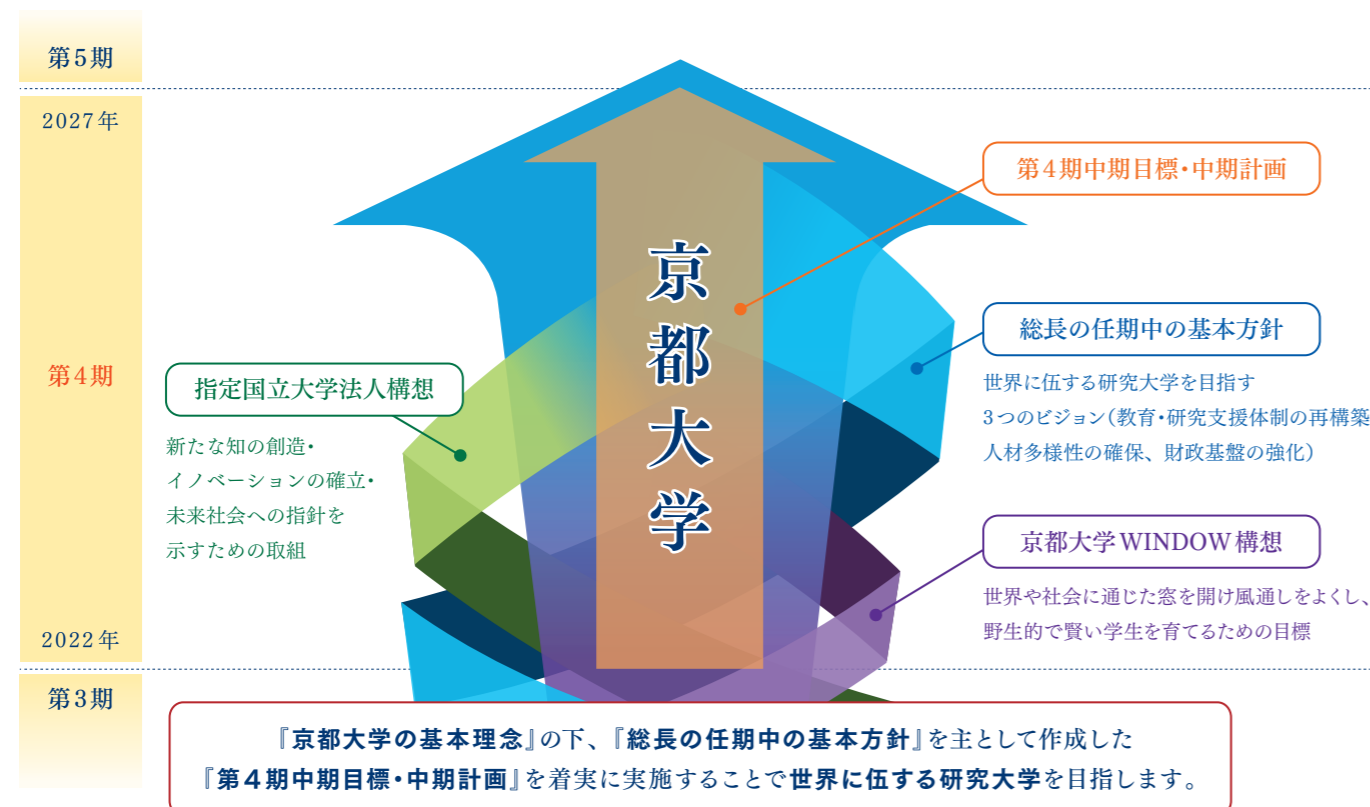 第5期
2027年
第4期
2022年
第3期
京都大学
第4期中期目標・中期計画
総長の任期中の基本方針
世界に伍する研究大学を目指す
3つのビジョン(教育・研究支援体制の再構築
人材多様性の確保、財政基盤の強化)
指定国立大学法人構想
新たな知の創造・
イノベーションの確立・
未来社会への指針を
示すための取組
京都大学WINDOW構想
世界や社会に通じた窓を開け風通しをよくし、
野生的で賢い学生を育てるための目標
『京都大学の基本理念』の下、『総長の任期中の基本方針』を主として作成した
『第4期中期目標・中期計画』を着実に実施することで世界に伍する研究大学を目指します。